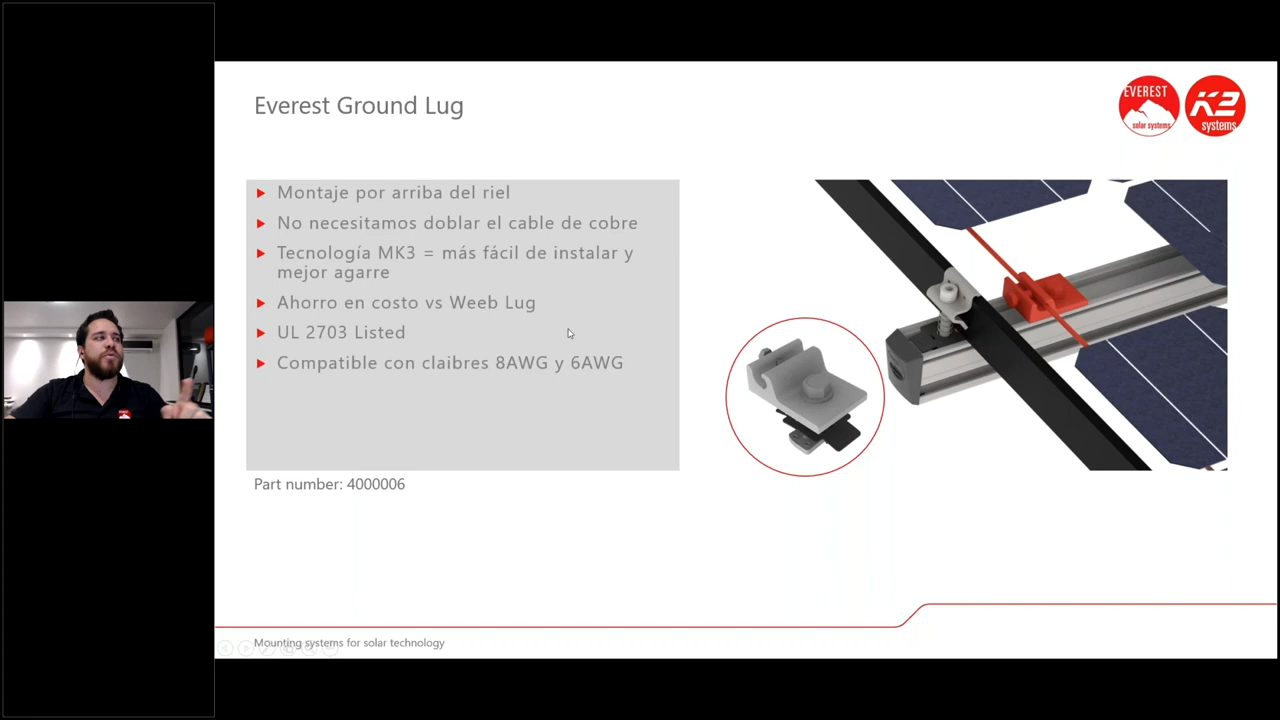 Everest Ground Lug
EVEREST
solar systems
K2
systems
Montaje por arriba del riel
No necesitamos doblar el cable de cobre
Tecnología MK3 = más fácil de instalar y
mejor agarre
Ahorro en costo vs Weeb Lug
UL 2703 Listed
Compatible con claibres 8AWG y 6AWG
Part number: 4000006
Mounting systems for solar technology